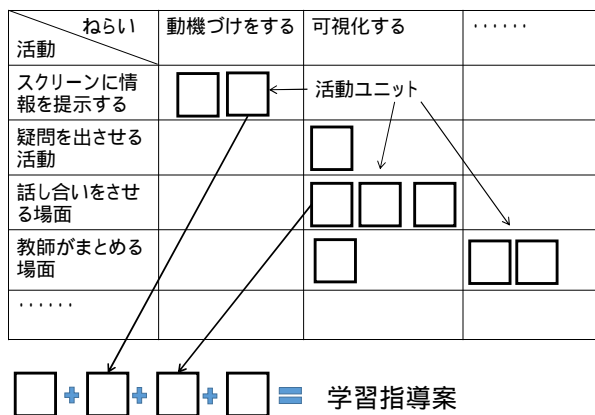 ねらい
活動
動機づけをする
可視化する
‥‥‥
スクリーンに情
報を提示する
活動ユニット
疑問を出させる
活動
話し合いをさせ
る場面
教師がまとめる
場面
‥‥‥
+ + + = 学習指導案